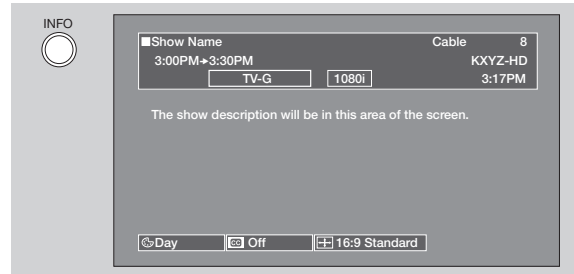 INFO
■Show Name Cable 8
3:00PM➔3:30PM KXYZ-HD
TV-G 1080i 3:17PM
The show description will be in this area of the screen.
Day CC Off 16:9 Standard